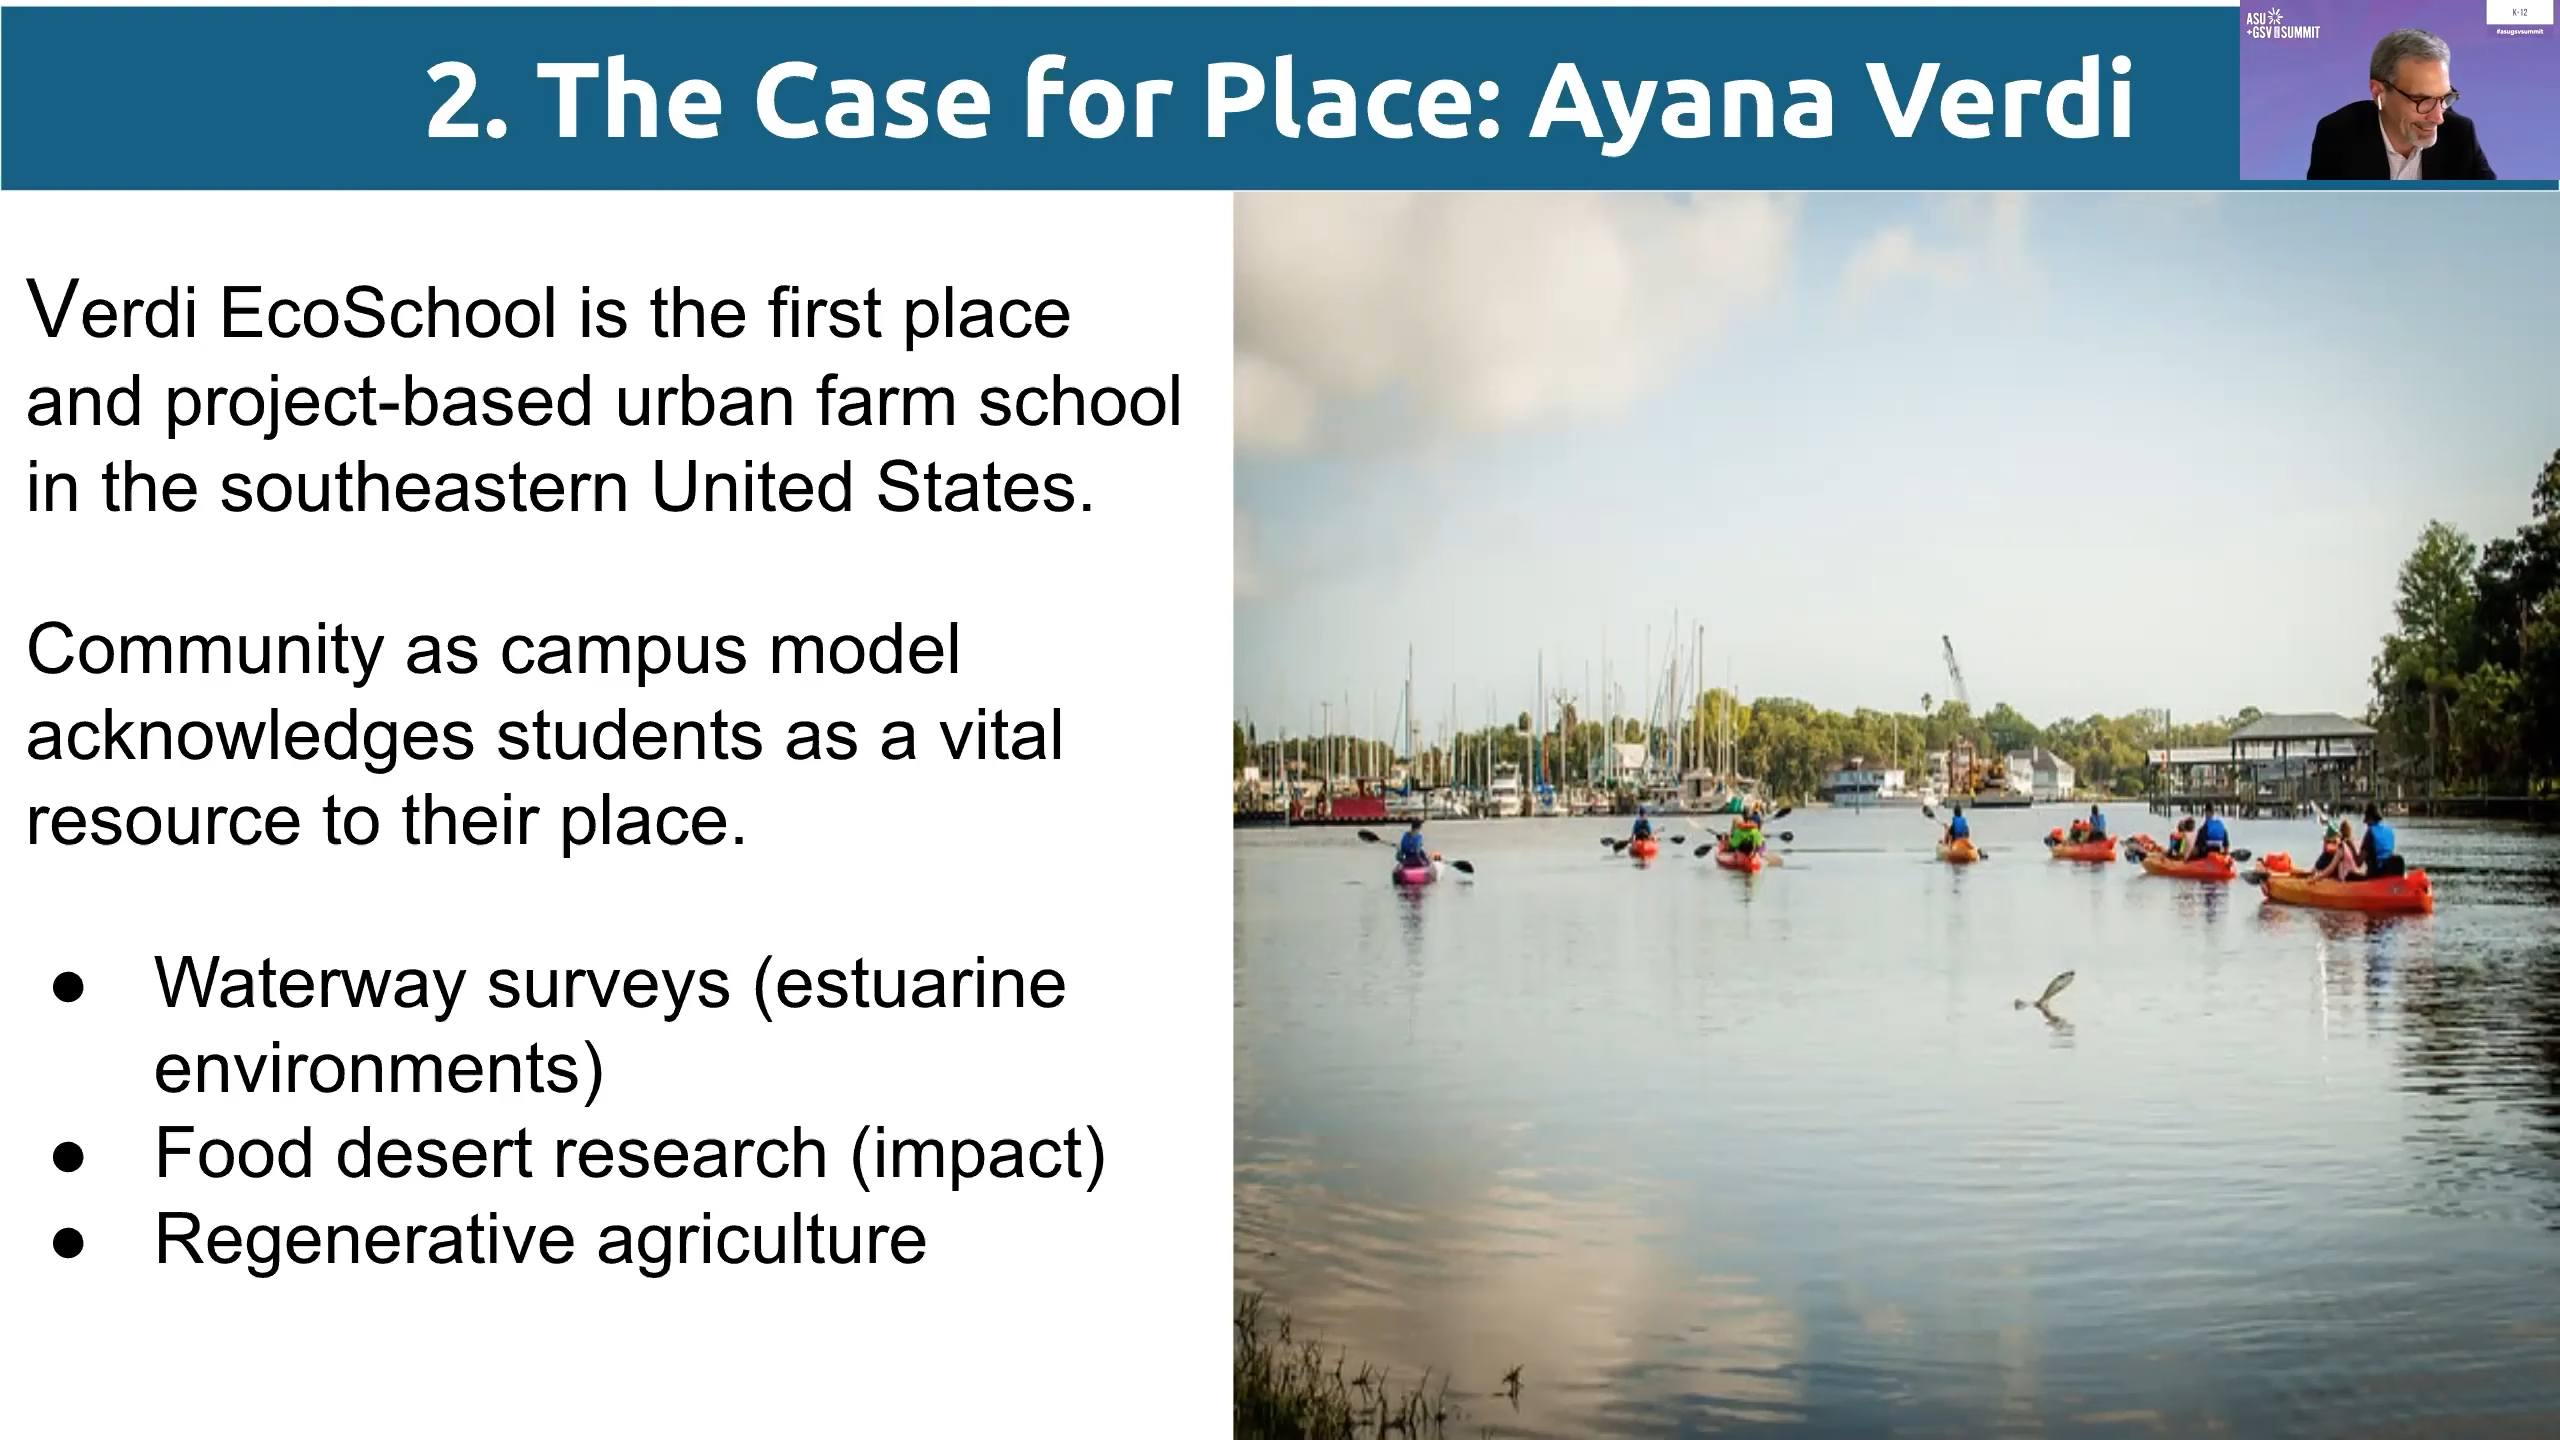 2. The Case for Place: Ayana Verdi
ASU
+GSV SUMMIT
K-12
#asugsvsummit
Verdi EcoSchool is the first place
and project-based urban farm school
in the southeastern United States.
Community as campus model
acknowledges students as a vital
resource to their place.
● Waterway surveys (estuarine
environments)
● Food desert research (impact)
● Regenerative agriculture